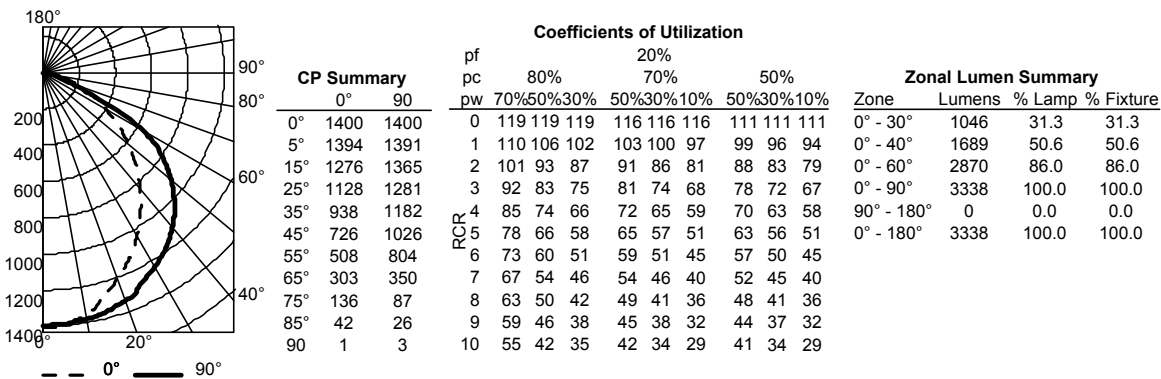 180°
90°
80°
60°
40°
200
400
600
800
1000
1200
1400
0°
20°
0° 90°
CP Summary
0° 90
0° 1400 1400
5° 1394 1391
15° 1276 1365
25° 1128 1281
35° 938 1182
45° 726 1026
55° 508 804
65° 303 350
75° 136 87
85° 42 26
90 1 3
Coefficients of Utilization
pf 20%
pc 80% 70% 50%
pw 70%50%30% 50%30%10% 50%30%10%
RCR
0 119 119 119 116 116 116 111 111 111
1 110 106 102 103 100 97 99 96 94
2 101 93 87 91 86 81 88 83 79
3 92 83 75 81 74 68 78 72 67
4 85 74 66 72 65 59 70 63 58
5 78 66 58 65 57 51 63 56 51
6 73 60 51 59 51 45 57 50 45
7 67 54 46 54 46 40 52 45 40
8 63 50 42 49 41 36 48 41 36
9 59 46 38 45 38 32 44 37 32
10 55 42 35 42 34 29 41 34 29
Zonal Lumen Summary
Zone Lumens % Lamp % Fixture
0° - 30° 1046 31.3 31.3
0° - 40° 1689 50.6 50.6
0° - 60° 2870 86.0 86.0
0° - 90° 3338 100.0 100.0
90° - 180° 0 0.0 0.0
0° - 180° 3338 100.0 100.0